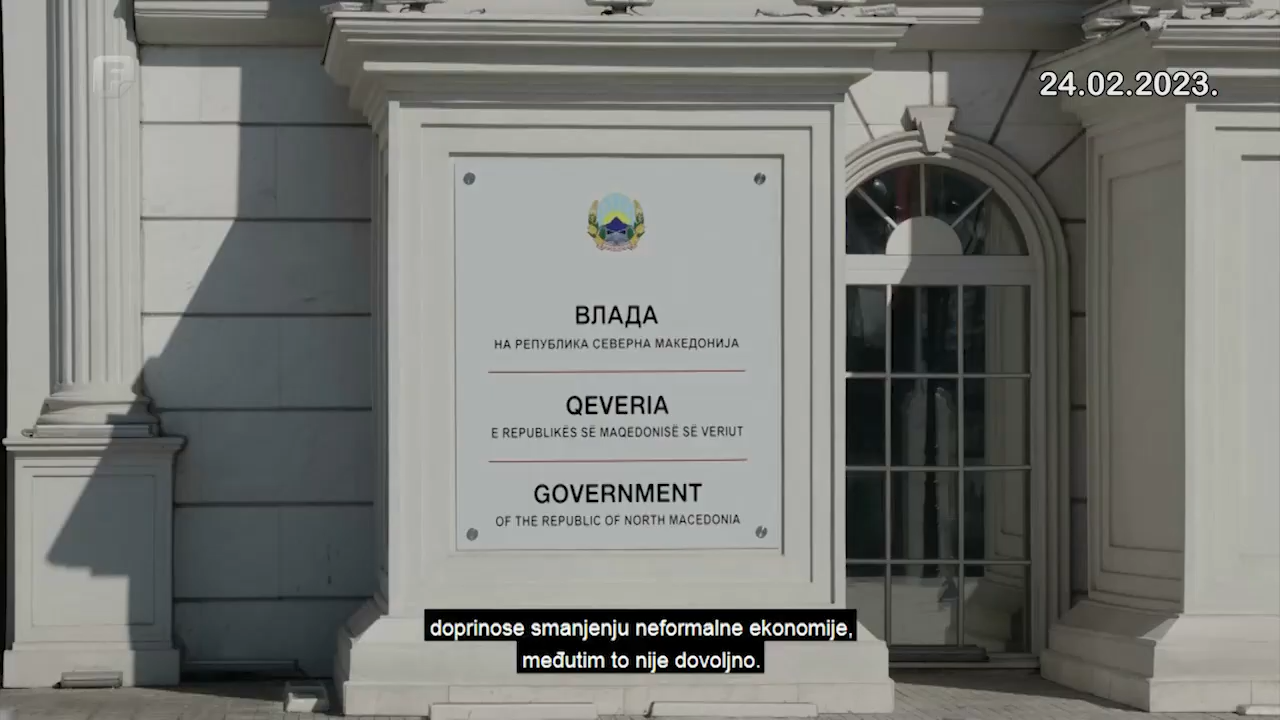 24.02.2023.
ВЛАДА
НА РЕПУБЛИКА СЕВЕРНА МАКЕДОНИЈА
QEVERIA
E REPUBLIKËS SË MAQEDONISË SË VERIUT
GOVERNMENT
OF THE REPUBLIC OF NORTH MACEDONIA
doprinose smanjenju neformalne ekonomije,
međutim to nije dovoljno.